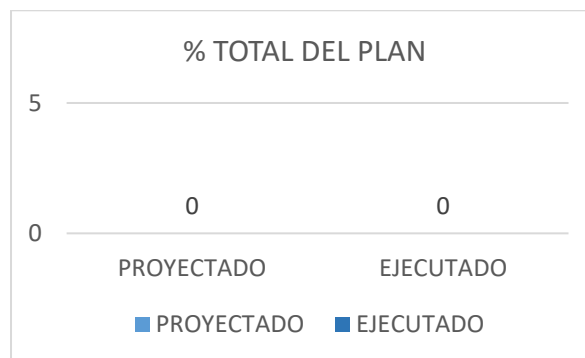 % TOTAL DEL PLAN
5
0 0
0
PROYECTADO EJECUTADO
PROYECTADO EJECUTADO